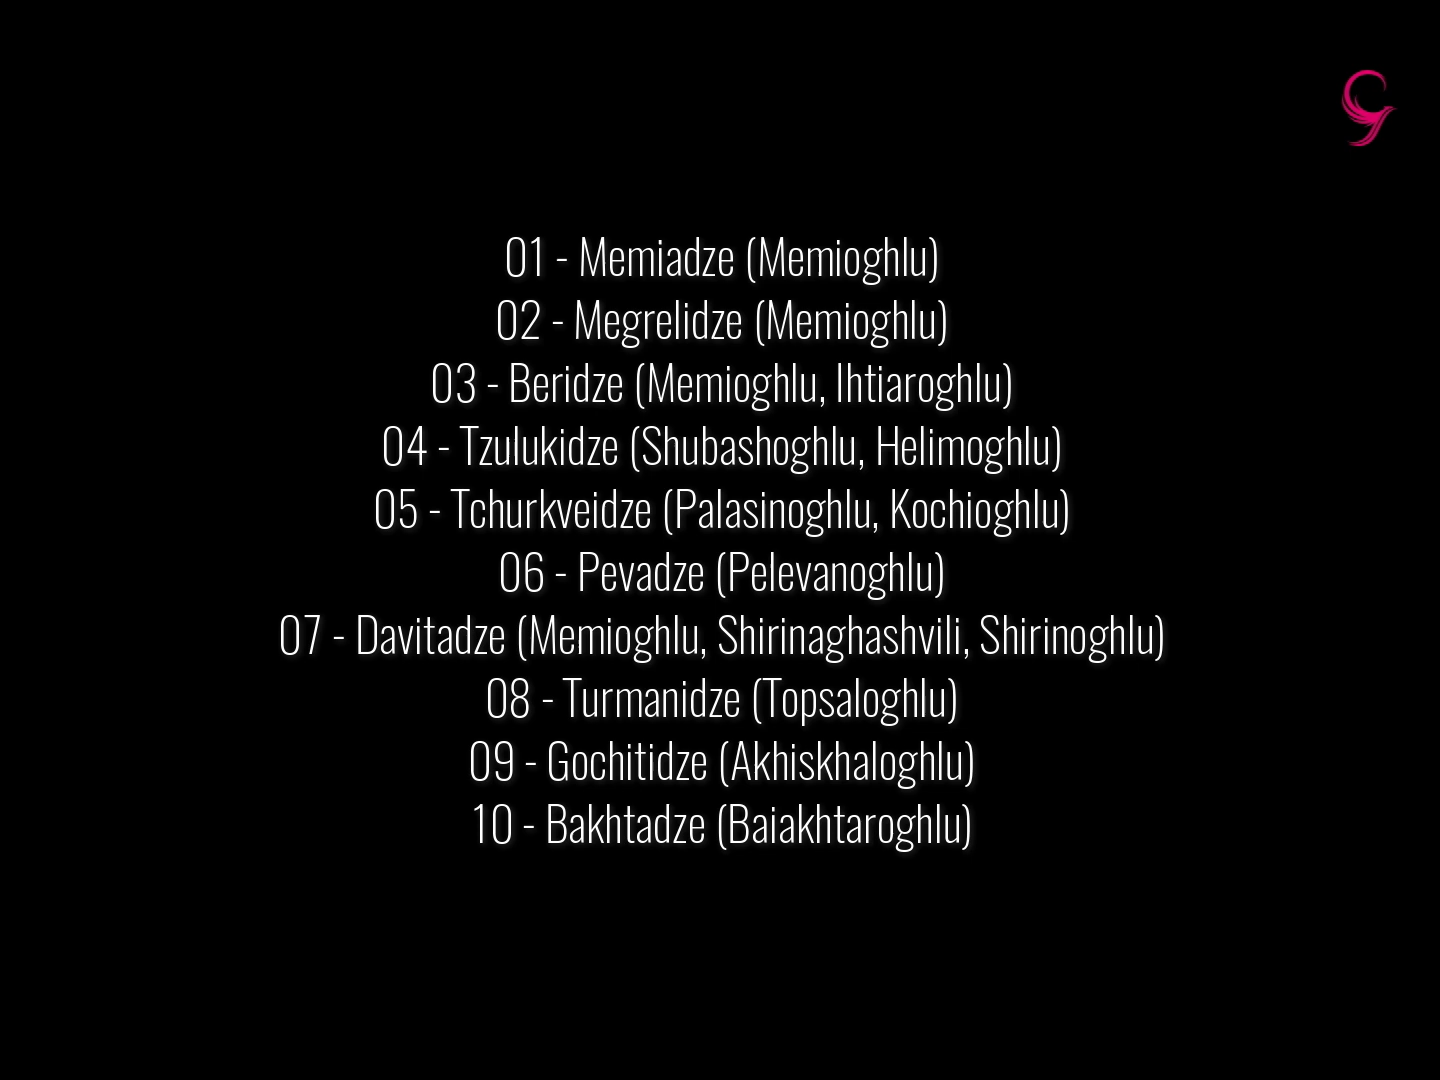 01 - Memiadze (Memioghlu)
02 - Megrelidze (Memioghlu)
03 - Beridze (Memioghlu, Ihtiaroghlu)
04 - Tzulukidze (Shubashoghlu, Helimoghlu)
05 - Tchurkveidze (Palasinoghlu, Kochioghlu)
06 - Pevadze (Pelevanoghlu)
07 - Davitadze (Memioghlu, Shirinaghashvili, Shirinoghlu)
08 - Turmanidze (Topsaloghlu)
09 - Gochitidze (Akhiskhaloghlu)
10 - Bakhtadze (Baiakhtaroghlu)